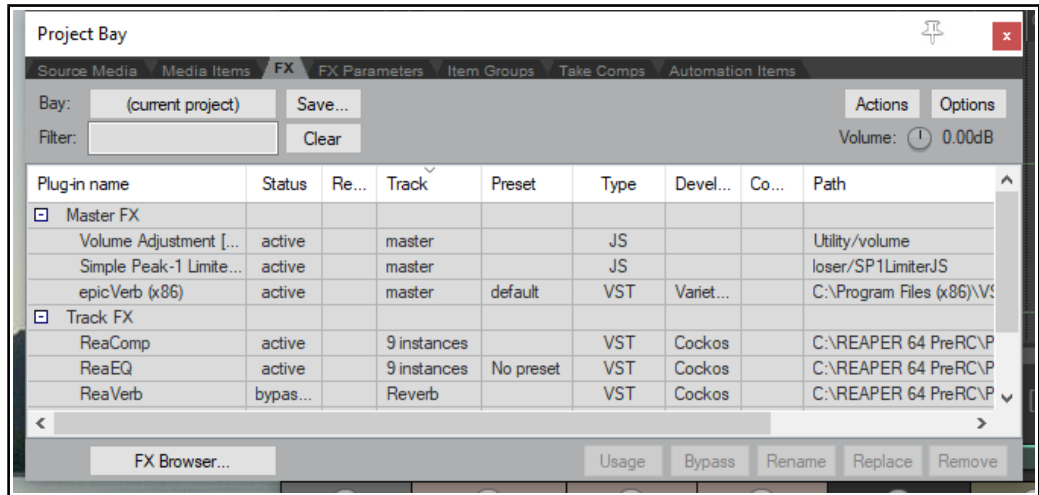 Project Bay
Source Media Media Items FX FX Parameters Item Groups Take Comps Automation Items
Bay: (current project) Save... Actions Options
Filter: Clear Volume: 0.00dB
Plug-in name Status Re... Track Preset Type Devel... Co... Path
Master FX
Volume Adjustment [... active master JS Utility/volume
Simple Peak-1 Limite... active master JS loser/SP1LimiterJS
epicVerb (x86) active master default VST Variet... C:\Program Files (x86)\VS
Track FX
ReaComp active 9 instances VST Cockos C:\REAPER 64 PreRC\P
ReaEQ active 9 instances No preset VST Cockos C:\REAPER 64 PreRC\P
ReaVerb bypas... Reverb VST Cockos C:\REAPER 64 PreRC\P
FX Browser... Usage Bypass Rename Replace Remove